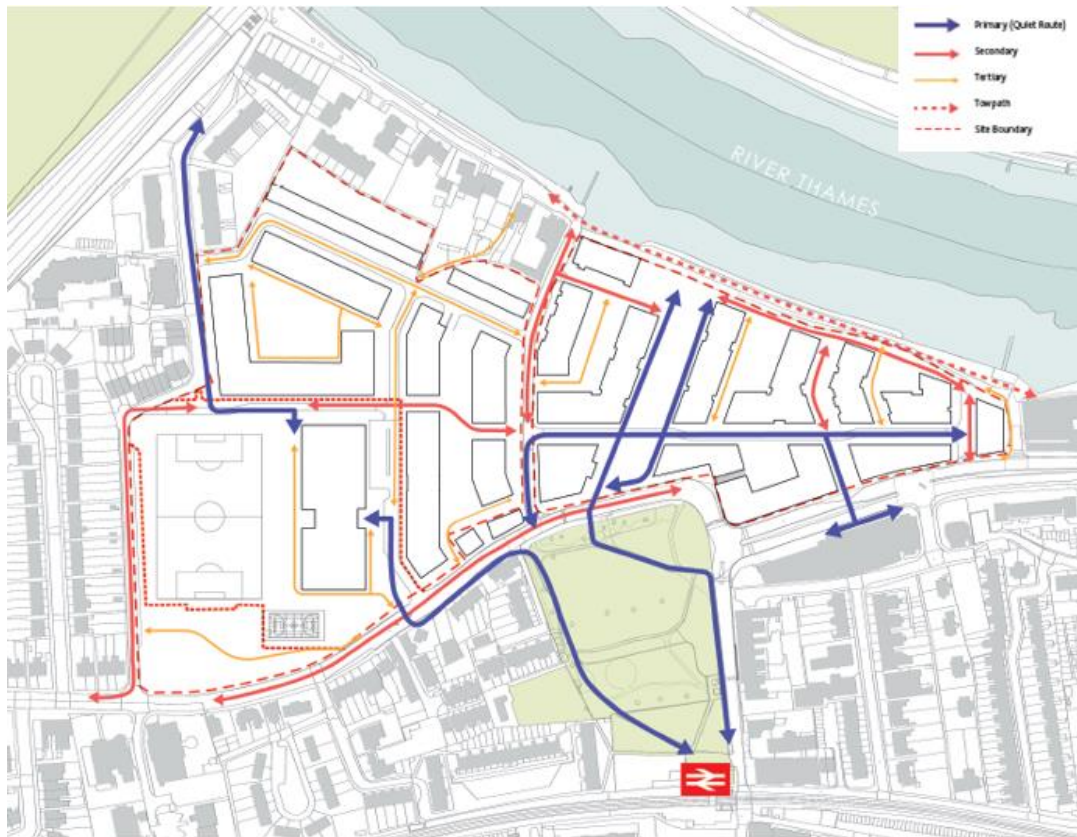 Primary (Quiet Route)
Secondary
Tertiary
Towpath
Site Boundary
RIVER THAMES